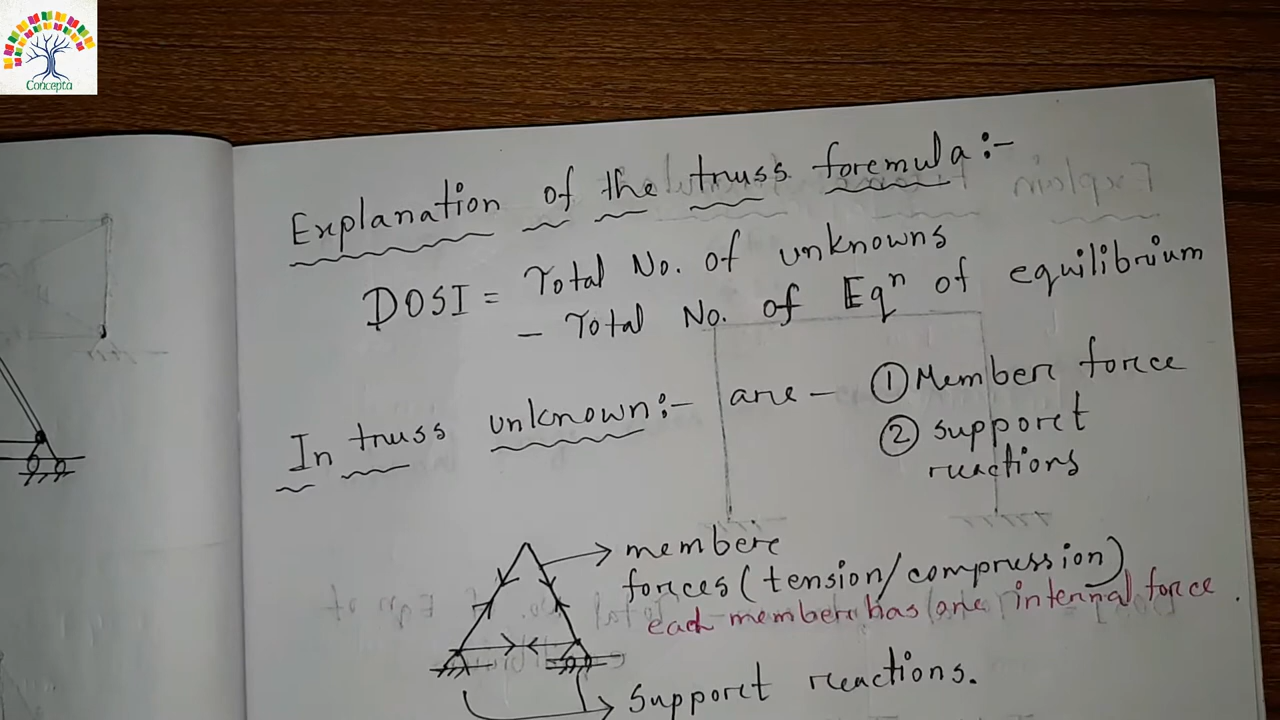 Concepta
Explanation of the truss foremula :-
DOSI = Total No. of unknowns
- Total No. of Eqⁿ of equilibrium
In truss unknown :- are - ① Member force
② support
reactions
member
forces (tension/compression)
each member has one internal force.
Support reactions.